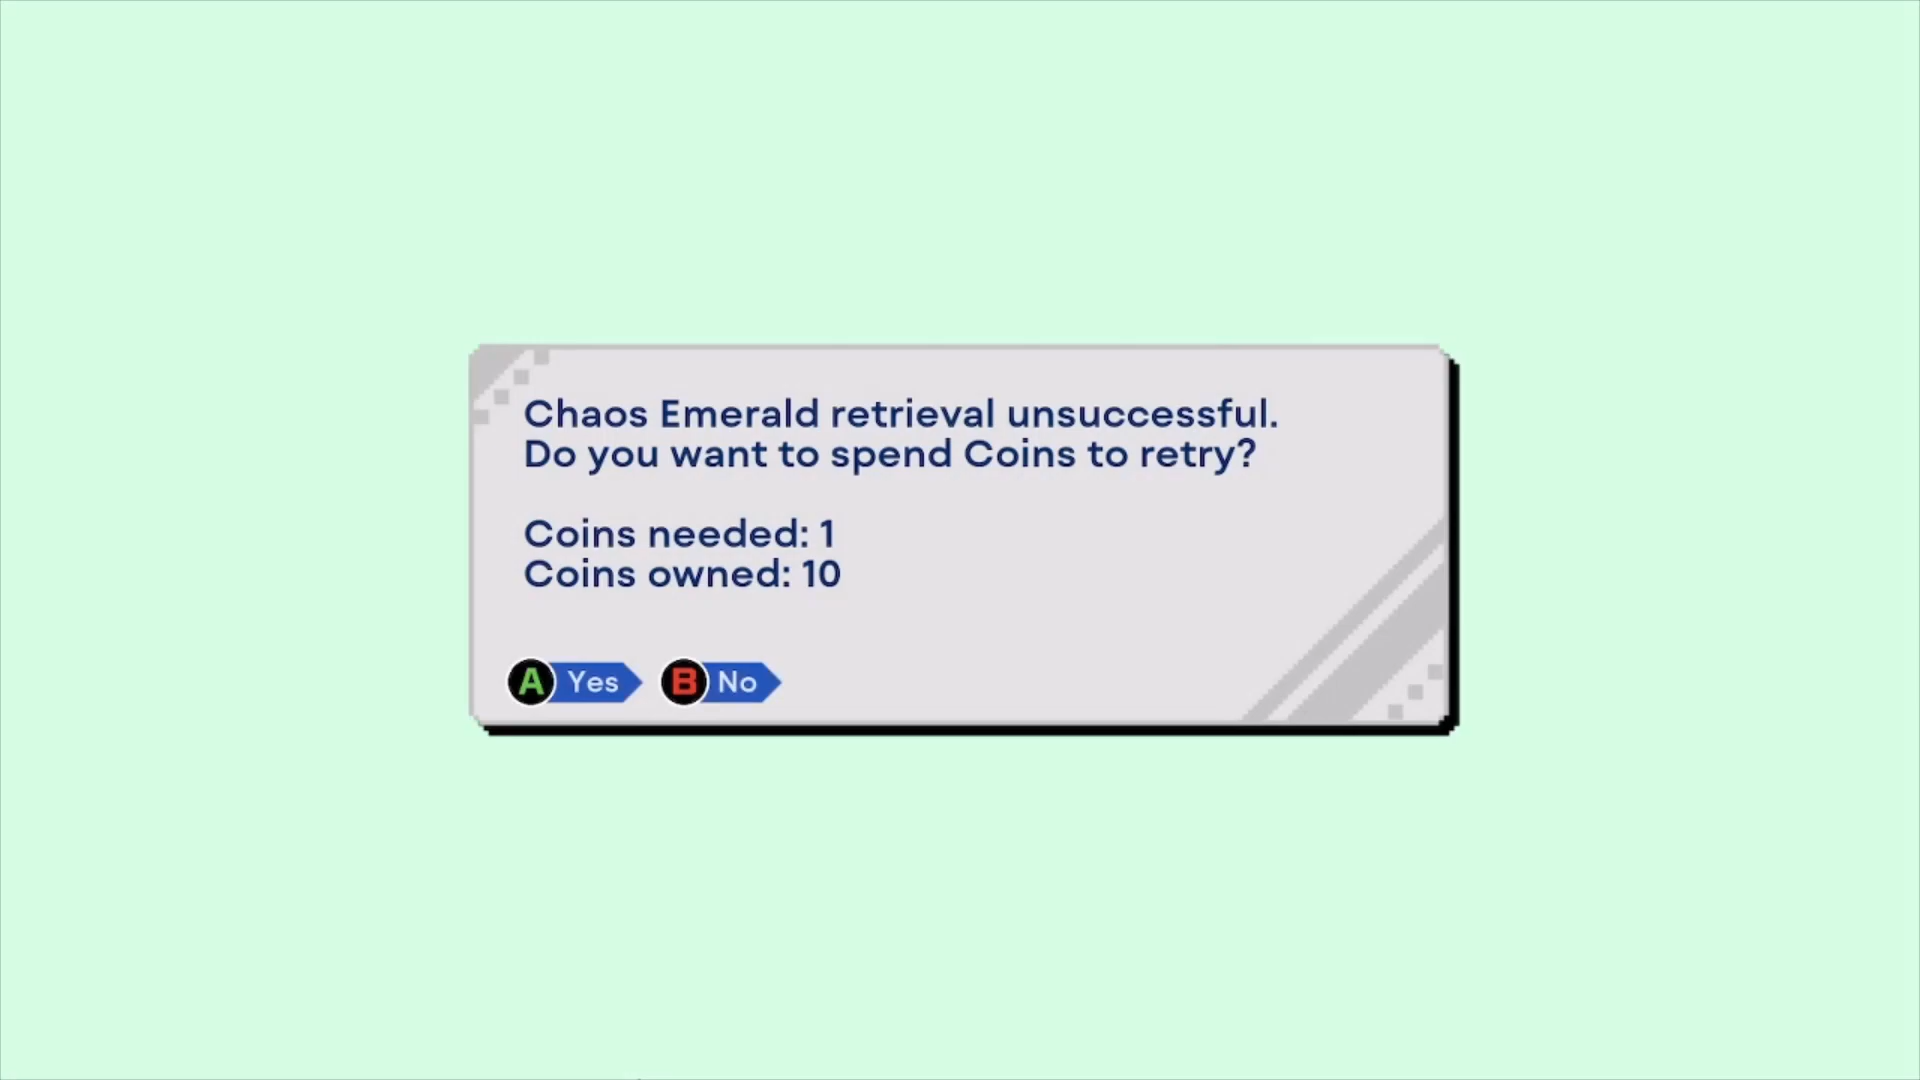 Chaos Emerald retrieval unsuccessful.
Do you want to spend Coins to retry?
Coins needed: 1
Coins owned: 10
A Yes B No